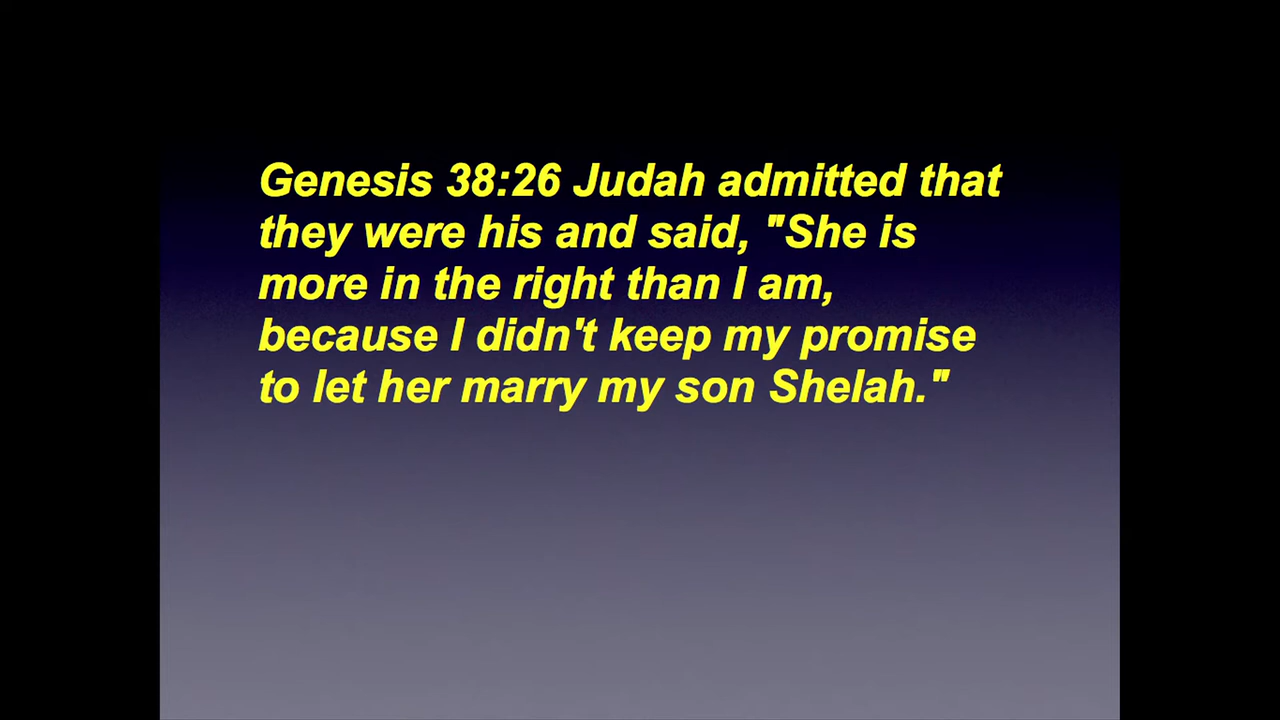 Genesis 38:26 Judah admitted that
they were his and said, "She is
more in the right than I am,
because I didn't keep my promise
to let her marry my son Shelah."